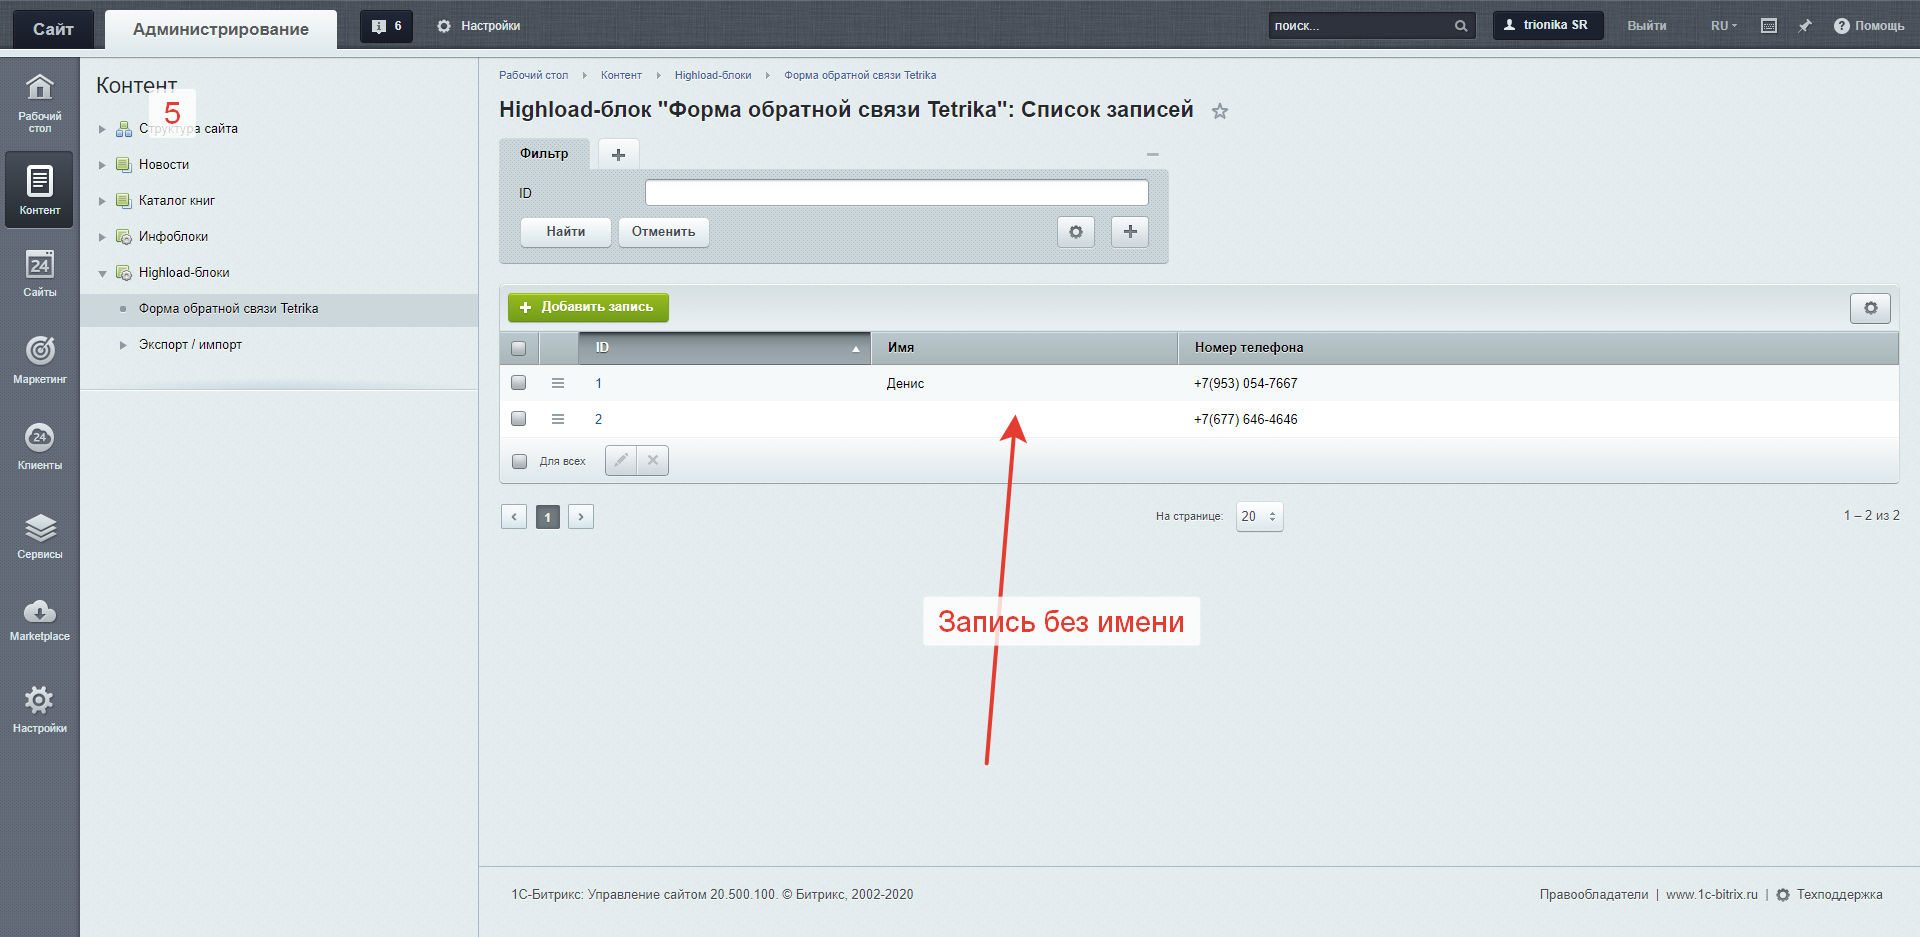 Сайт
Администрирование
6
Настройки
поиск...
trionika SR
Выйти
RU
Помощь
Рабочий стол
Контент
Сайты
Маркетинг
Клиенты
Сервисы
Marketplace
Настройки
24
24
Контент
5
Структура сайта
Новости
Каталог книг
Инфоблоки
Highload-блоки
Форма обратной связи Tetrika
Экспорт / импорт
Рабочий стол Контент Highload-блоки Форма обратной связи Tetrika
Highload-блок "Форма обратной связи Tetrika": Список записей
Фильтр
ID
Найти Отменить
Добавить запись
ID Имя Номер телефона
1 Денис +7(953) 054-7667
2 +7(677) 646-4646
Для всех
1
На странице: 20
1 – 2 из 2
Запись без имени
1С-Битрикс: Управление сайтом 20.500.100. © Битрикс, 2002-2020
Правообладатели | www.1c-bitrix.ru | Техподдержка